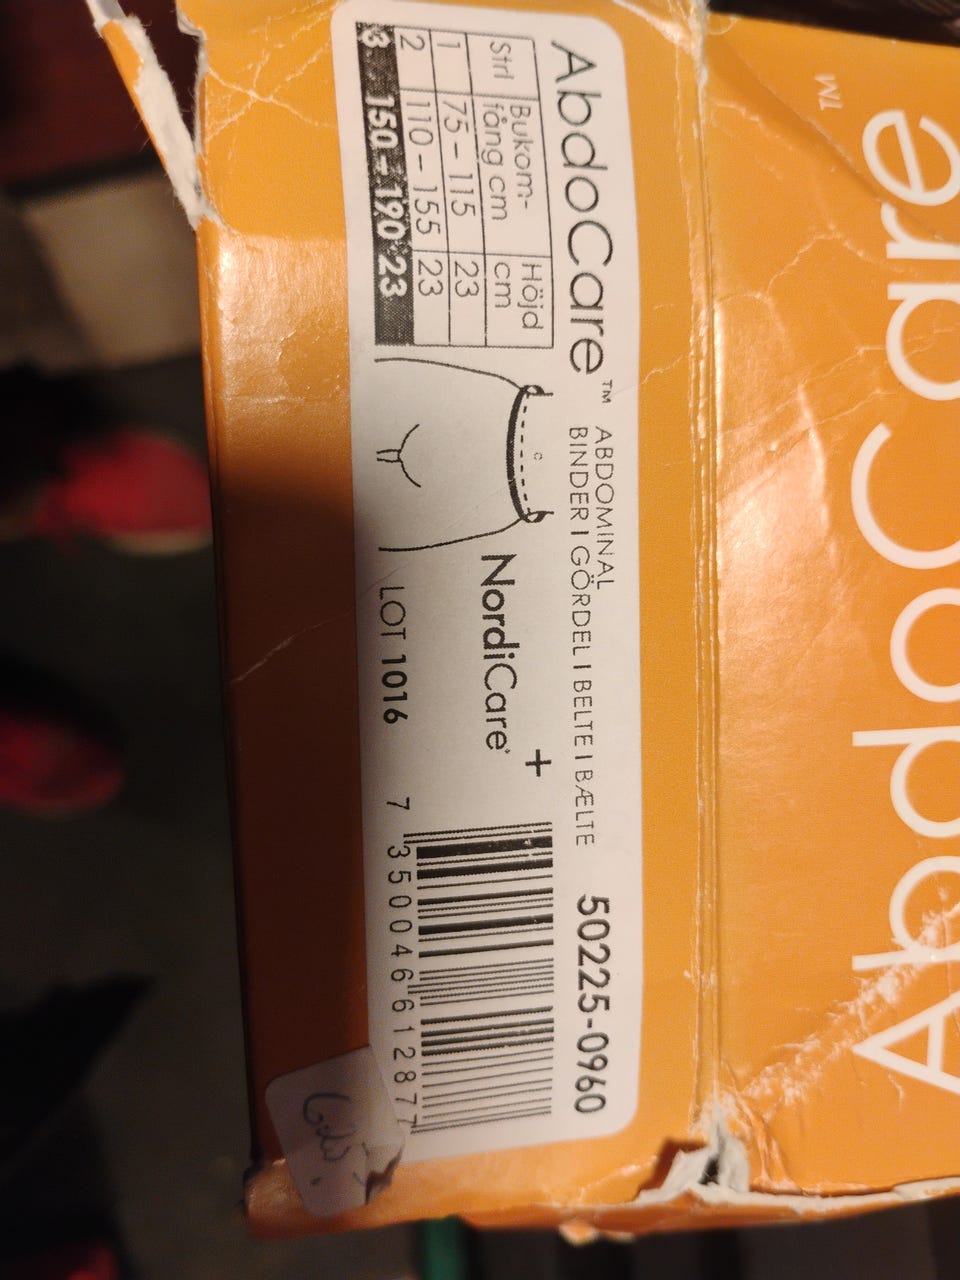 AbdoCare™
AbdoCare™ ABDOMINAL
BINDER I GÖRDEL I BELTE I BÆLTE 50225-0960
Strl Bukom-fång cm Höjd cm
1 75 – 115 23
2 110 – 155 23
3 150 – 190 23
NordiCare®
LOT 1016
7 350046 612877